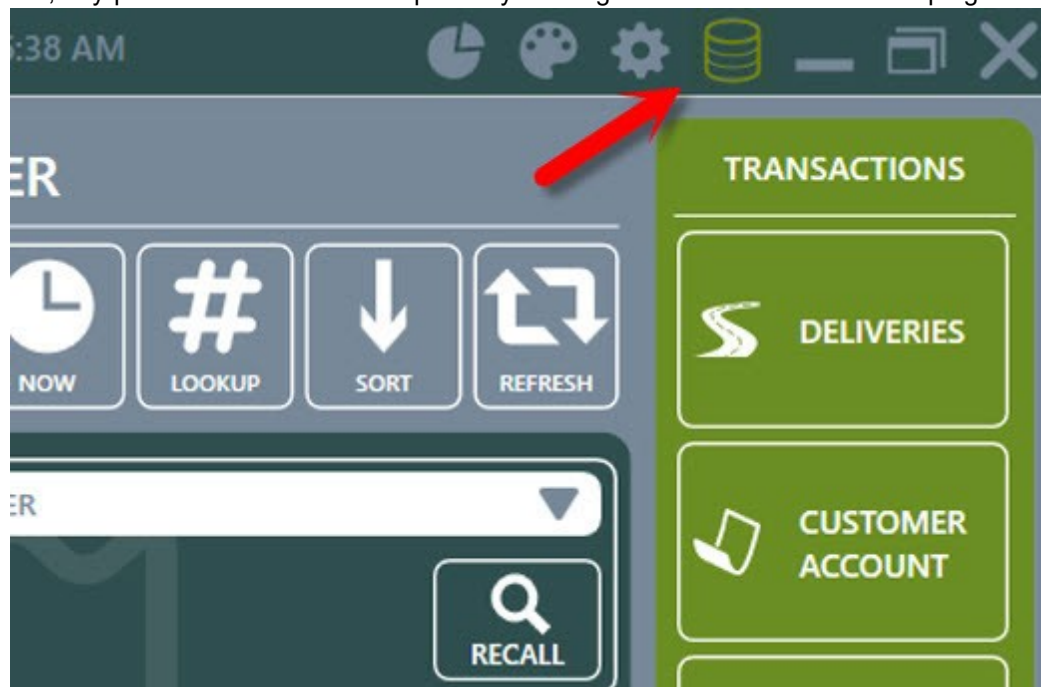 :38 AM
ER
TRANSACTIONS
NOW
LOOKUP
SORT
REFRESH
DELIVERIES
ER
RECALL
CUSTOMER
ACCOUNT